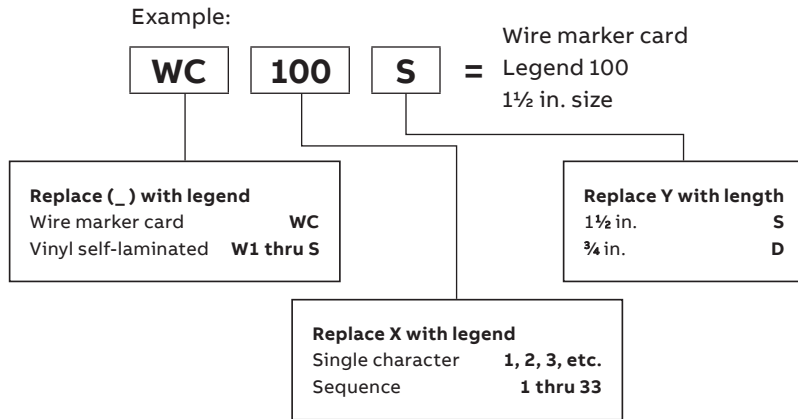 Example:
WC 100 S = Wire marker card
Legend 100
1½ in. size
Replace (_) with legend
Wire marker card WC
Vinyl self-laminated W1 thru S
Replace Y with length
1½ in. S
¾ in. D
Replace X with legend
Single character 1, 2, 3, etc.
Sequence 1 thru 33